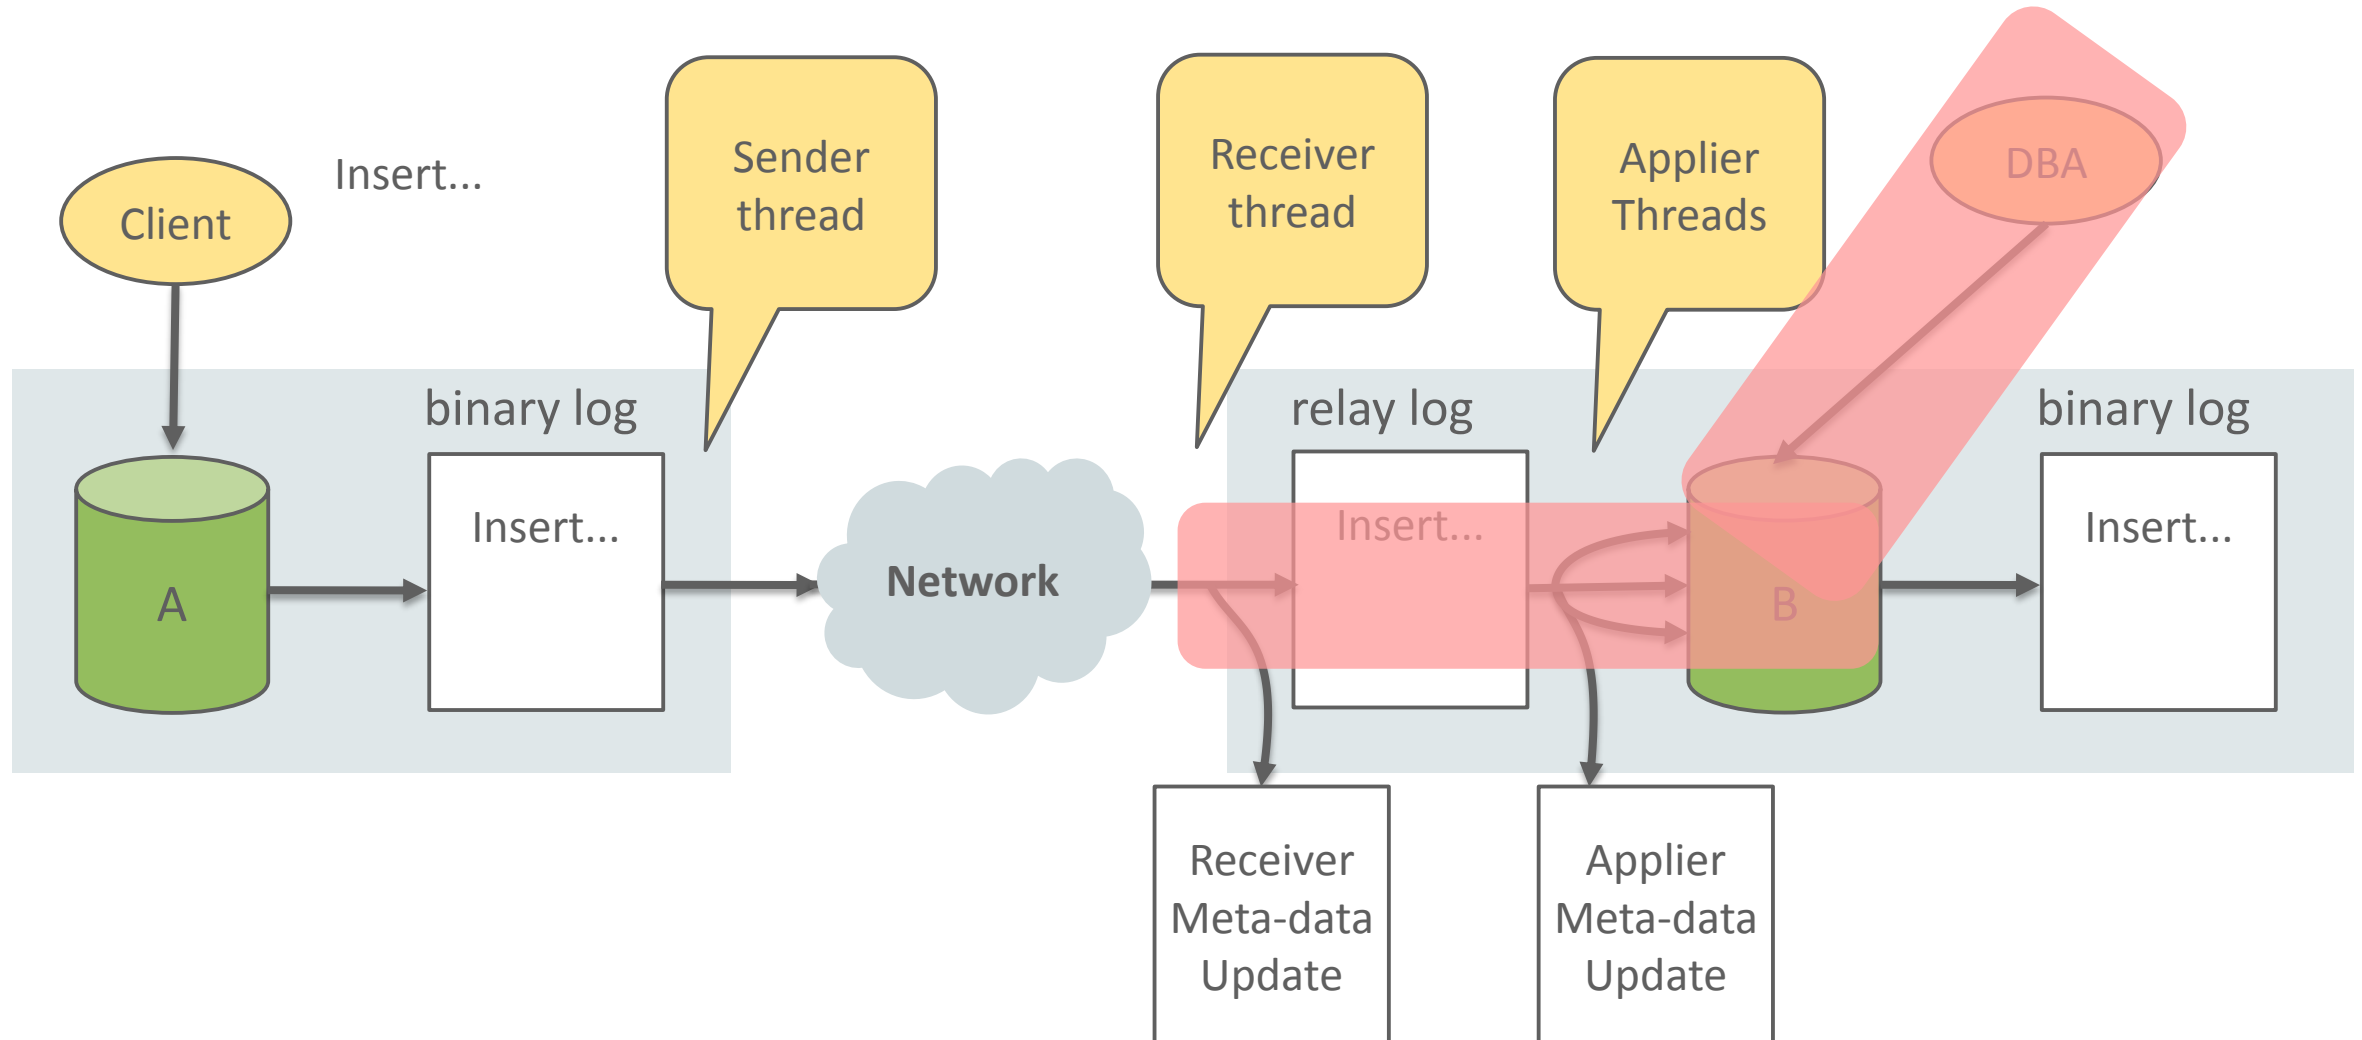 Client
Insert...
Sender
thread
Receiver
thread
Applier
Threads
DBA
binary log
relay log
binary log
A
Insert...
Network
Insert...
B
Insert...
Receiver
Meta-data
Update
Applier
Meta-data
Update